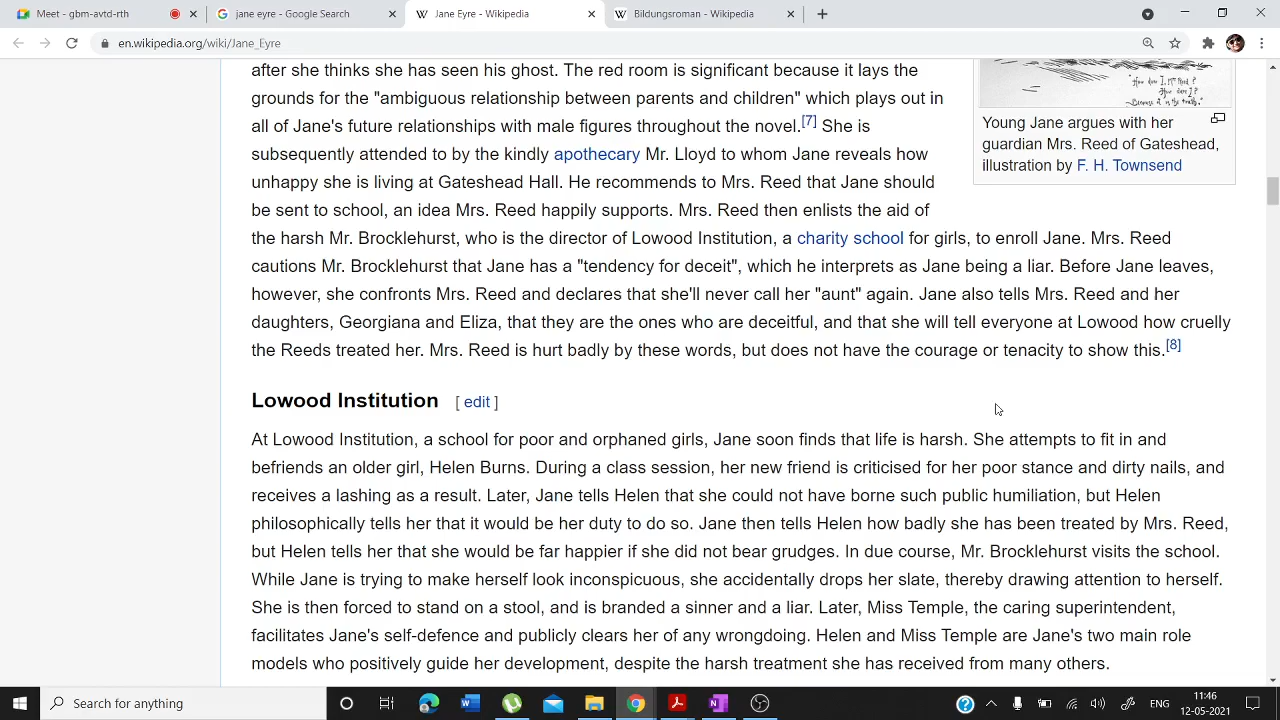 Meet - gbm-avtd-rth
jane eyre - Google Search
Jane Eyre - Wikipedia
Bildungsroman - Wikipedia
en.wikipedia.org/wiki/Jane_Eyre
after she thinks she has seen his ghost. The red room is significant because it lays the
grounds for the "ambiguous relationship between parents and children" which plays out in
all of Jane's future relationships with male figures throughout the novel.[7] She is
subsequently attended to by the kindly apothecary Mr. Lloyd to whom Jane reveals how
unhappy she is living at Gateshead Hall. He recommends to Mrs. Reed that Jane should
be sent to school, an idea Mrs. Reed happily supports. Mrs. Reed then enlists the aid of
the harsh Mr. Brocklehurst, who is the director of Lowood Institution, a charity school for girls, to enroll Jane. Mrs. Reed
cautions Mr. Brocklehurst that Jane has a "tendency for deceit", which he interprets as Jane being a liar. Before Jane leaves,
however, she confronts Mrs. Reed and declares that she'll never call her "aunt" again. Jane also tells Mrs. Reed and her
daughters, Georgiana and Eliza, that they are the ones who are deceitful, and that she will tell everyone at Lowood how cruelly
the Reeds treated her. Mrs. Reed is hurt badly by these words, but does not have the courage or tenacity to show this.[8]
"How dare I, Mrs Reed?
How dare I?
Because it is the truth."
Young Jane argues with her
guardian Mrs. Reed of Gateshead,
illustration by F. H. Townsend
Lowood Institution [ edit ]
At Lowood Institution, a school for poor and orphaned girls, Jane soon finds that life is harsh. She attempts to fit in and
befriends an older girl, Helen Burns. During a class session, her new friend is criticised for her poor stance and dirty nails, and
receives a lashing as a result. Later, Jane tells Helen that she could not have borne such public humiliation, but Helen
philosophically tells her that it would be her duty to do so. Jane then tells Helen how badly she has been treated by Mrs. Reed,
but Helen tells her that she would be far happier if she did not bear grudges. In due course, Mr. Brocklehurst visits the school.
While Jane is trying to make herself look inconspicuous, she accidentally drops her slate, thereby drawing attention to herself.
She is then forced to stand on a stool, and is branded a sinner and a liar. Later, Miss Temple, the caring superintendent,
facilitates Jane's self-defence and publicly clears her of any wrongdoing. Helen and Miss Temple are Jane's two main role
models who positively guide her development, despite the harsh treatment she has received from many others.
Search for anything
ENG
11:46
12-05-2021